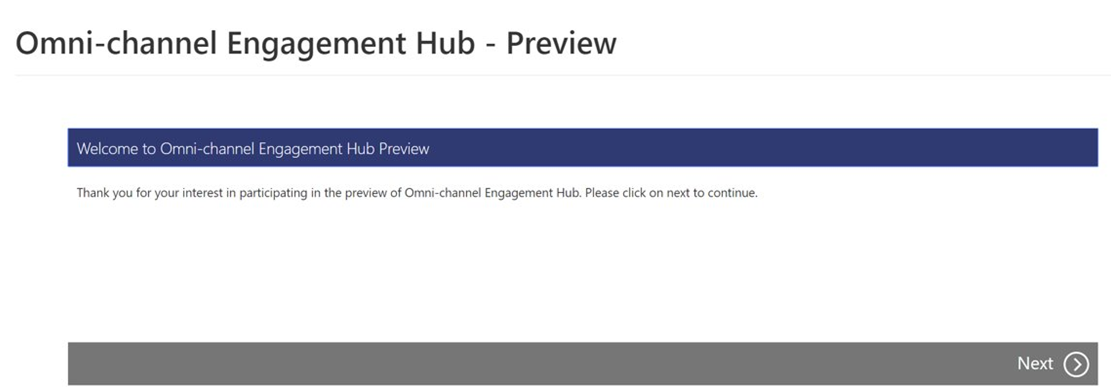 Omni-channel Engagement Hub - Preview
Welcome to Omni-channel Engagement Hub Preview
Thank you for your interest in participating in the preview of Omni-channel Engagement Hub. Please click on next to continue.
Next